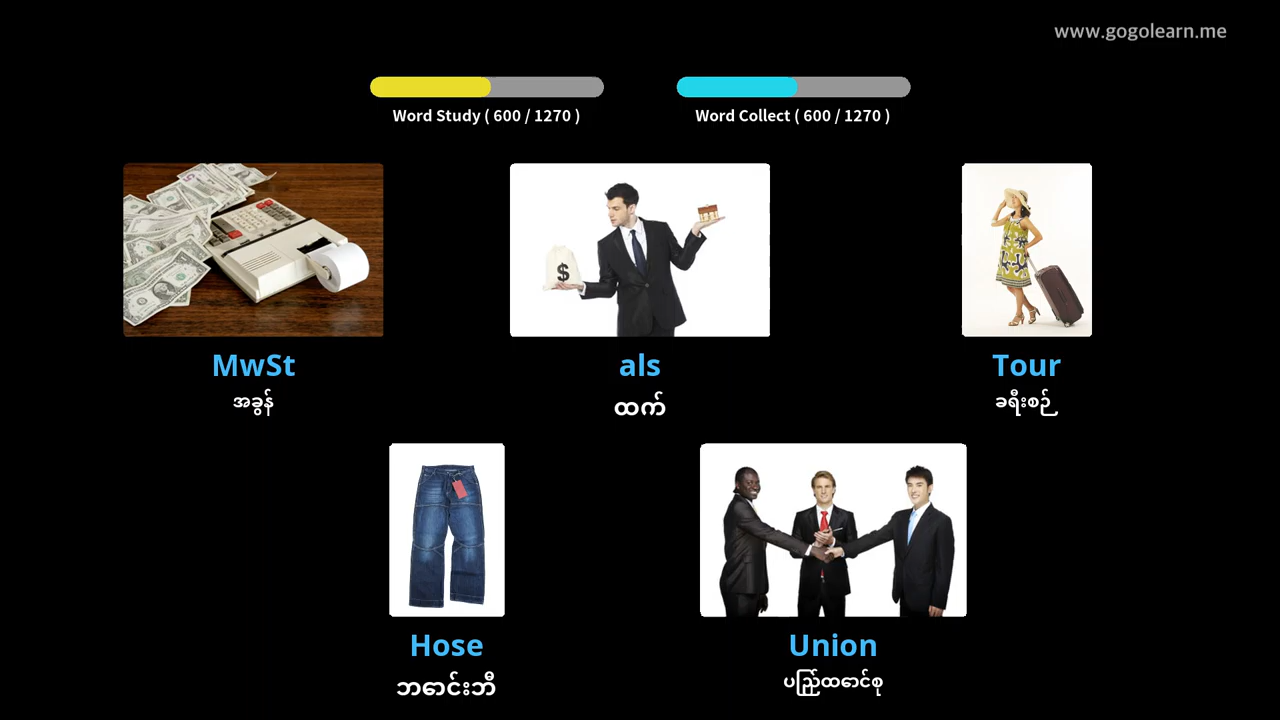 www.gogolearn.me
Word Study ( 600 / 1270 )
Word Collect ( 600 / 1270 )
MwSt
als
Tour
အခွန်
ထက်
ခရီးစဉ်
Hose
Union
ဘောင်းဘီ
ပြည်ထောင်စု